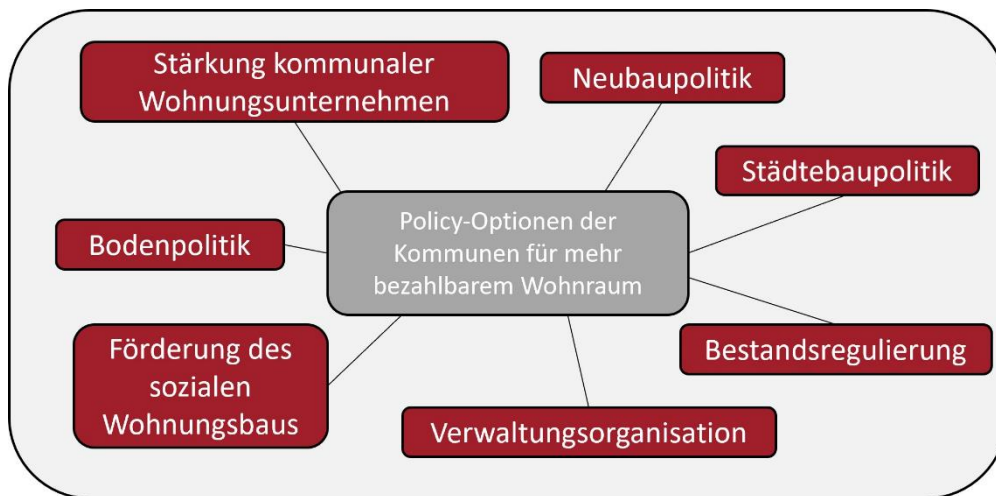 Stärkung kommunaler
Wohnungsunternehmen
Neubaupolitik
Städtebaupolitik
Policy-Optionen der
Kommunen für mehr
bezahlbarem Wohnraum
Bodenpolitik
Bestandsregulierung
Förderung des
sozialen
Wohnungsbaus
Verwaltungsorganisation